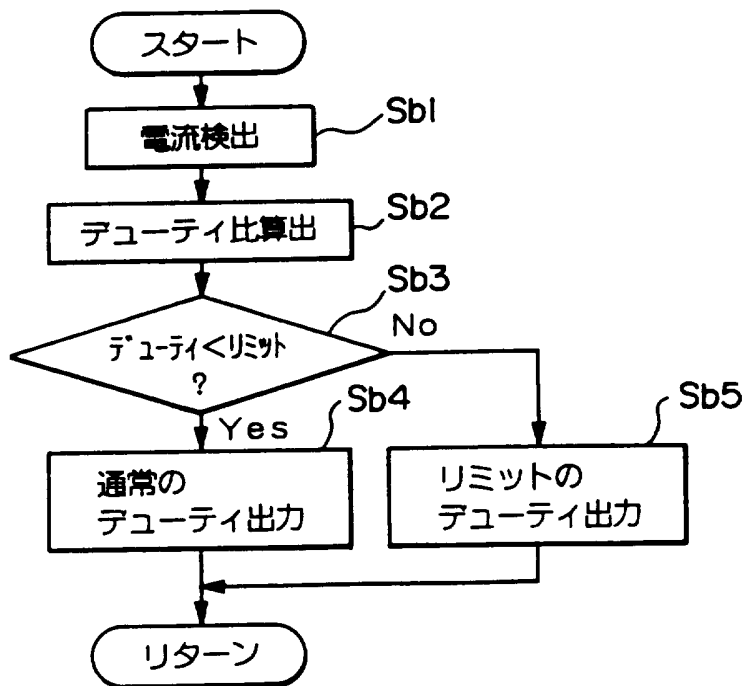 スタート
電流検出
Sb1
デューティ比算出
Sb2
Sb3
デューティ<リミット
?
No
Yes
Sb4
通常の
デューティ出力
Sb5
リミットの
デューティ出力
リターン